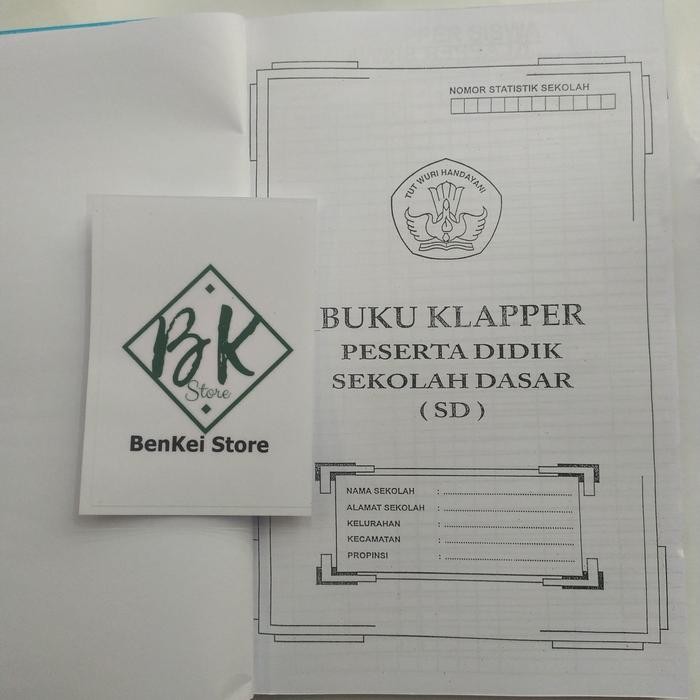 NOMOR STATISTIK SEKOLAH
TUT WURI HANDAYANI
BUKU KLAPPER
PESERTA DIDIK
SEKOLAH DASAR
( SD )
NAMA SEKOLAH : ........................................
ALAMAT SEKOLAH : ........................................
KELURAHAN : ........................................
KECAMATAN : ........................................
PROPINSI : ........................................
BK
Store
BenKei Store